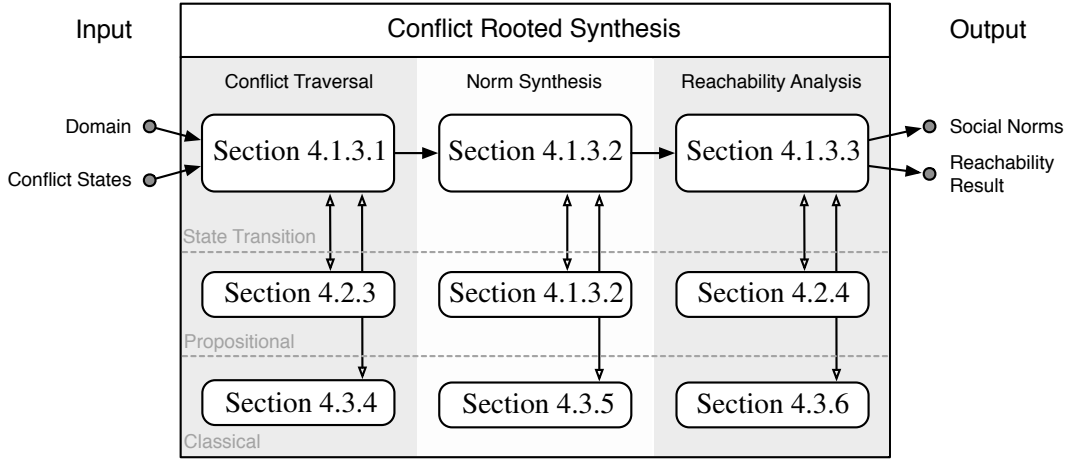 Input
Conflict Rooted Synthesis
Output
Conflict Traversal
Norm Synthesis
Reachability Analysis
Domain
Conflict States
Section 4.1.3.1
Section 4.1.3.2
Section 4.1.3.3
Social Norms
Reachability
Result
State Transition
Section 4.2.3
Section 4.1.3.2
Section 4.2.4
Propositional
Section 4.3.4
Section 4.3.5
Section 4.3.6
Classical